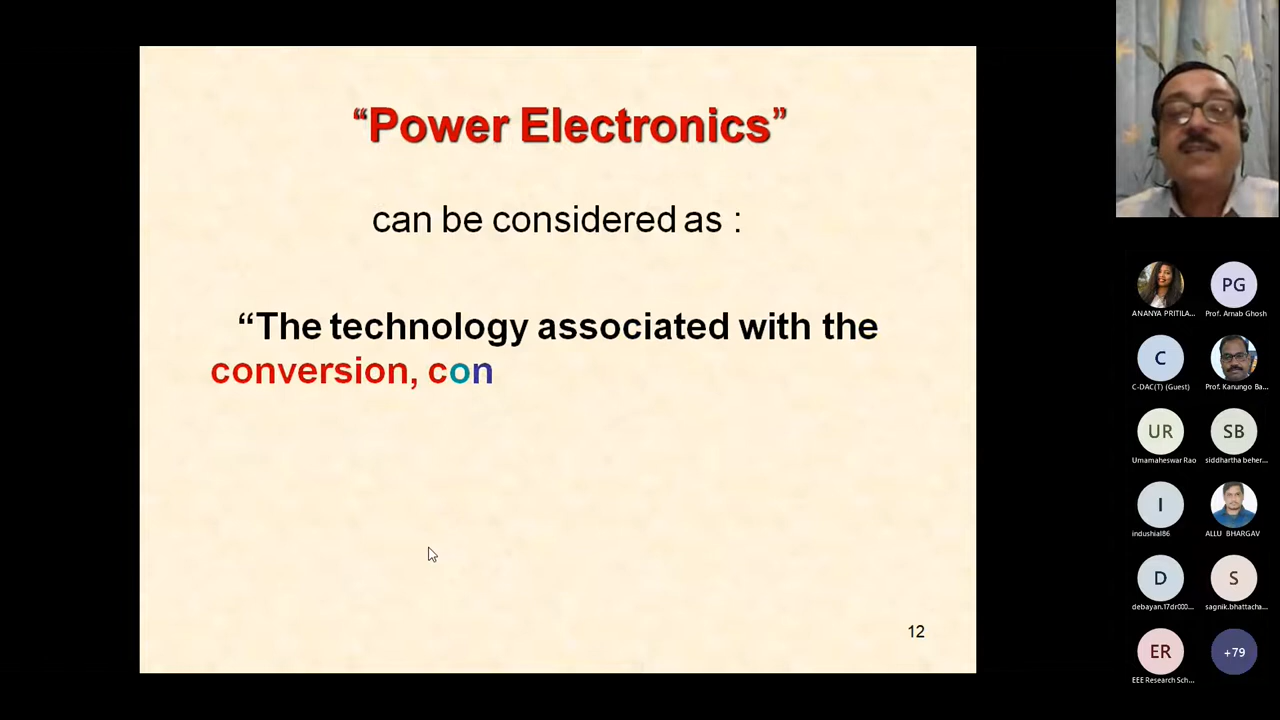 “Power Electronics”
can be considered as :
“The technology associated with the
conversion, con
12
PG
ANANYA PRITILA...
Prof. Arnab Ghosh
C
C-DAC(T) (Guest)
Prof. Kanungo Ba...
UR
SB
Umamaheswar Rao
siddhartha beher...
I
indushial86
ALLU BHARGAV
D
S
debayan.17dr000...
sagnik.bhattacha...
ER
+79
EEE Research Sch...